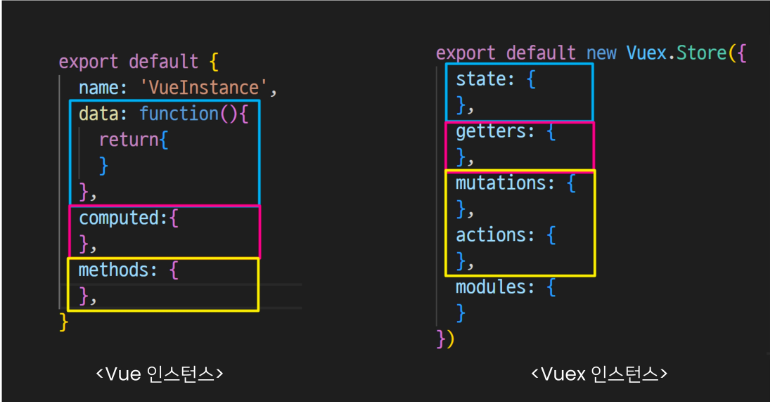 export default {
name: 'VueInstance',
data: function(){
return{
}
},
computed:{
},
methods: {
},
}
<Vue 인스턴스>
export default new Vuex.Store({
state: {
},
getters: {
},
mutations: {
},
actions: {
},
modules: {
}
})
<Vuex 인스턴스>